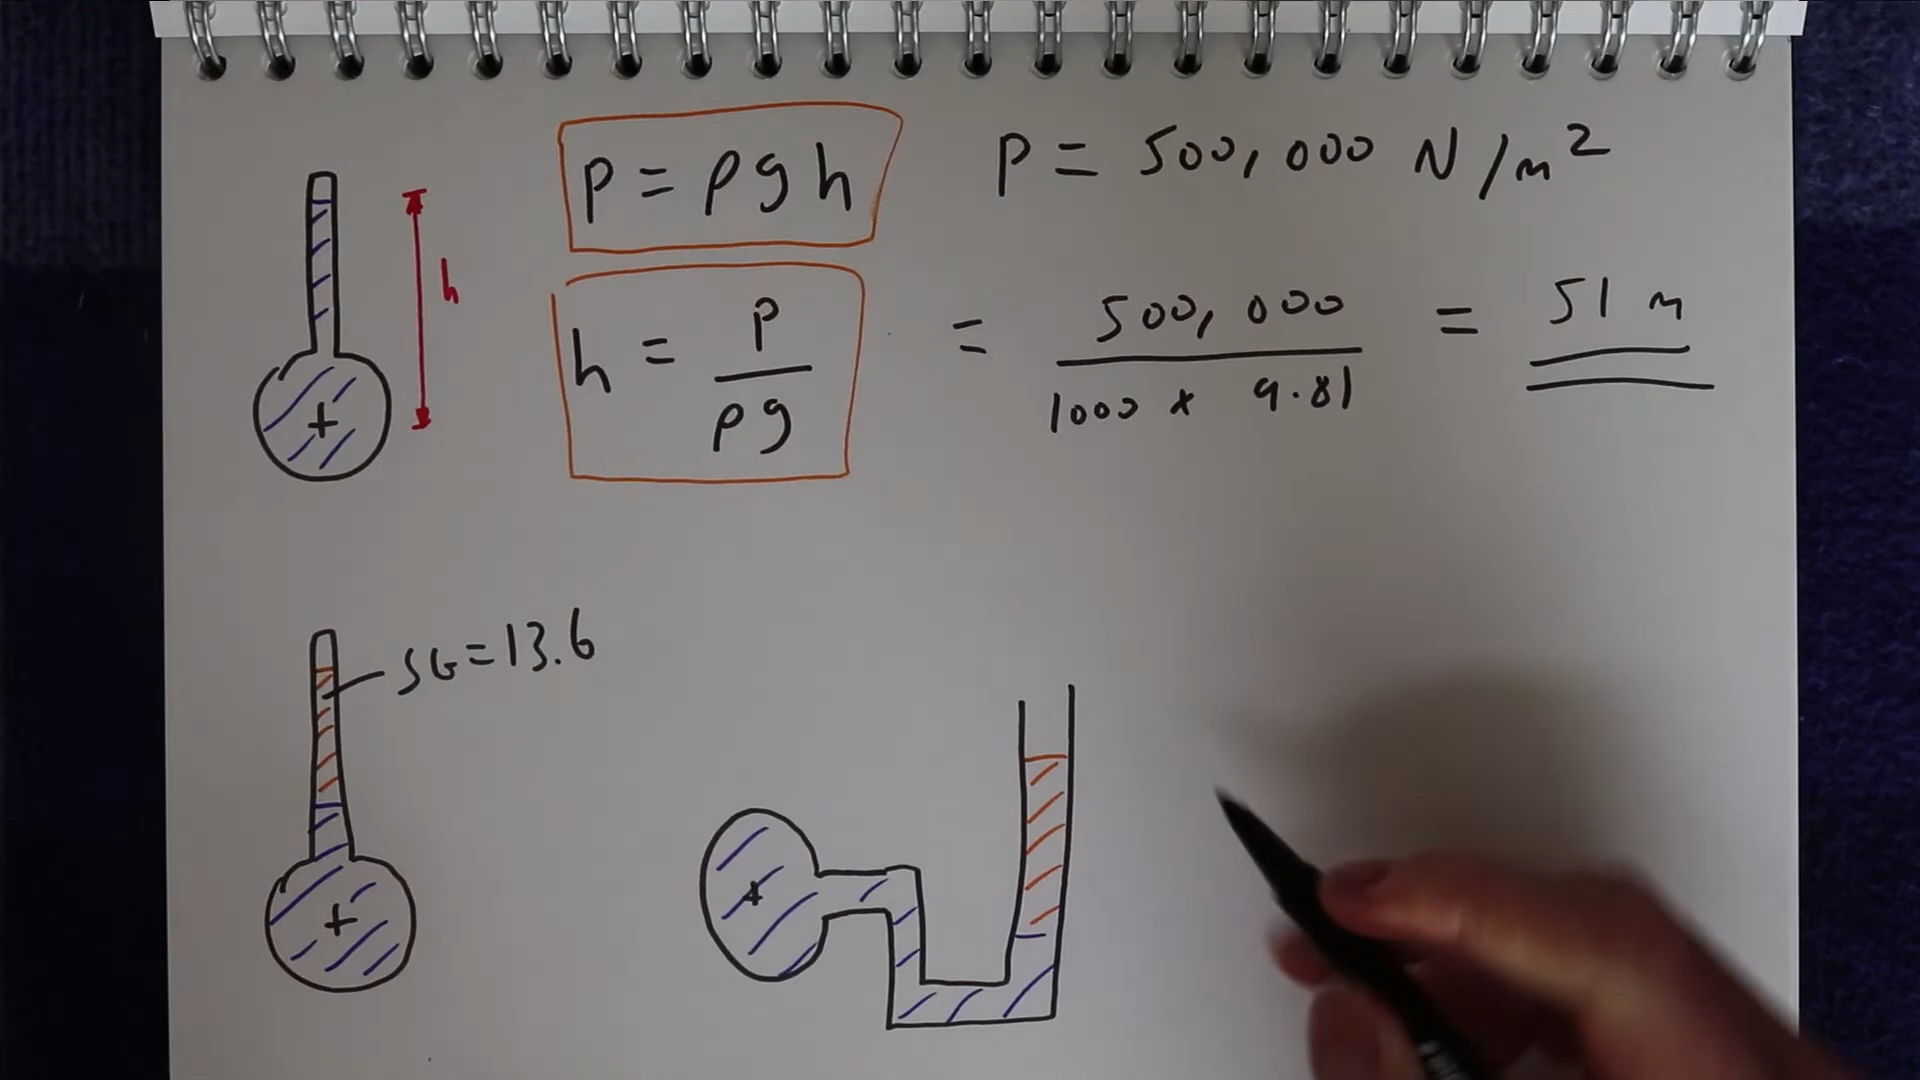 p = ρgh
P = 500,000 N/m²
h
h = p / ρg = 500,000 / 1000 × 9.81 = 51 m
SG=13.6